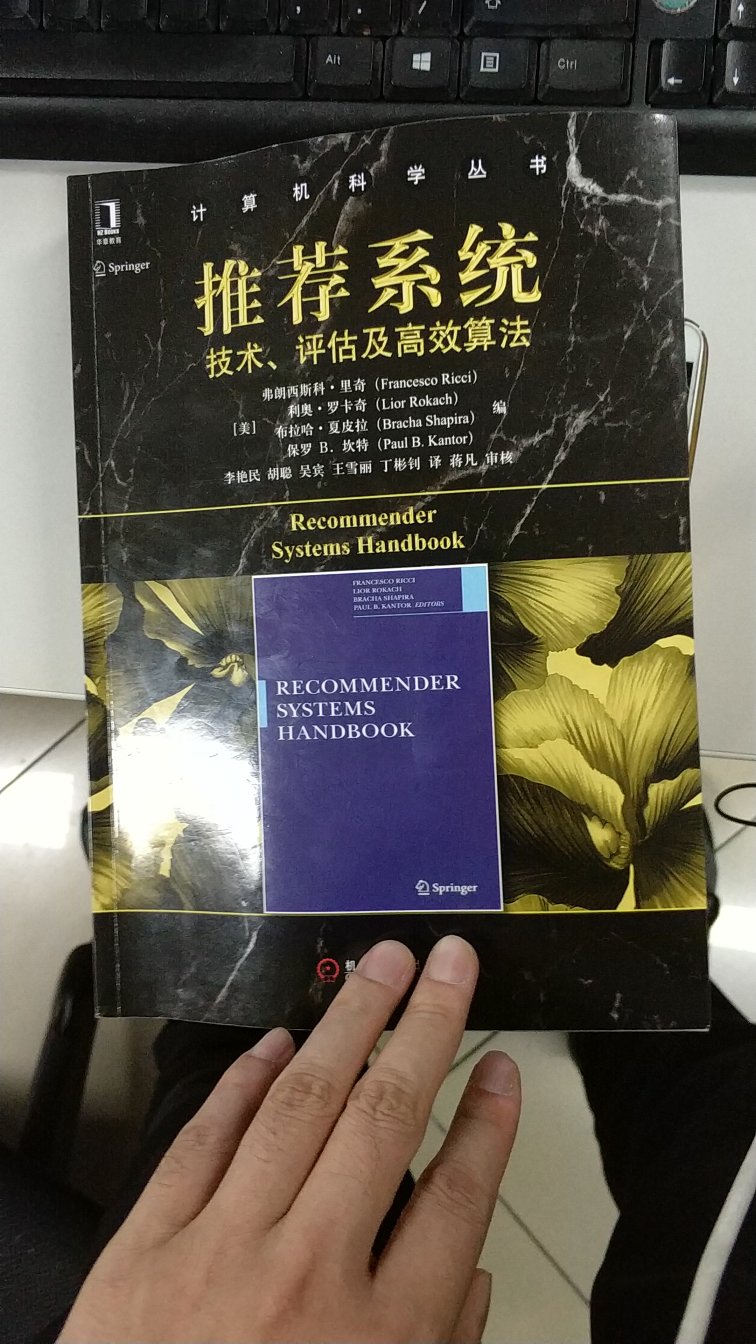 Alt
Ctrl
计算机科学丛书
HZ Books
华章教育
Springer
推荐系统
技术、评估及高效算法
弗朗西斯科·里奇(Francesco Ricci)
利奥·罗卡奇(Lior Rokach)
[美] 布拉哈·夏皮拉(Bracha Shapira) 编
保罗 B. 坎特(Paul B. Kantor)
李艳民 胡聪 吴宾 王雪丽 丁彬钊 译 蒋凡 审核
Recommender
Systems Handbook
FRANCESCO RICCI
LIOR ROKACH
BRACHA SHAPIRA
PAUL B. KANTOR EDITORS
RECOMMENDER
SYSTEMS
HANDBOOK
Springer
机